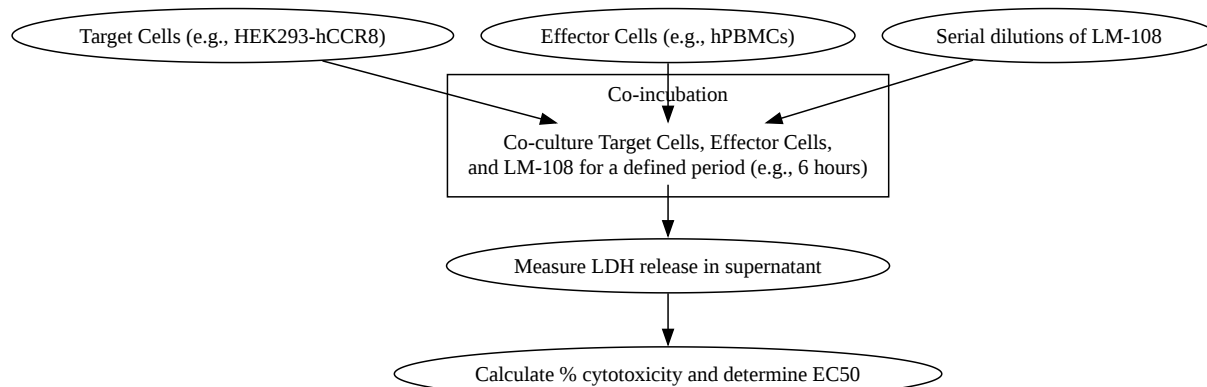 Target Cells (e.g., HEK293-hCCR8)
Effector Cells (e.g., hPBMCs)
Serial dilutions of LM-108
Co-incubation
Co-culture Target Cells, Effector Cells,
and LM-108 for a defined period (e.g., 6 hours)
Measure LDH release in supernatant
Calculate % cytotoxicity and determine EC50